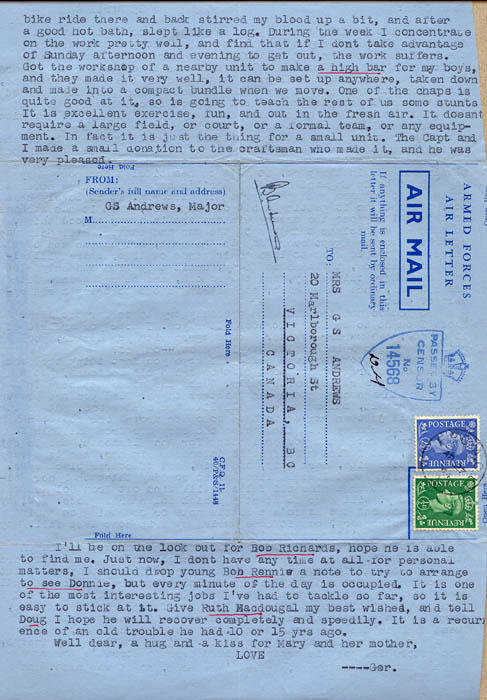 bike ride there and back stirred my blood up a bit, and after
a good hot bath, slept like a log. During the week I concentrate
on the work pretty well, and find that if I dont take advantage
of Sunday afternoon and evening to get out, the work suffers.
Got the workshop of a nearby unit to make a high bar for my boys,
and they made it very well, it can be set up anywhere, taken down
and made into a compact bundle when we move. One of the chaps is
quite good at it, so is going to teach the rest of us some stunts
It is excellent exercise, fun, and out in the fresh air. It doesnt
require a large field, or court, or a formal team, or any equip-
ment. In fact it is just the thing for a small unit. The Capt and
I made a small donation to the craftsman who made it, and he was
very pleased.
Fold Here
FROM:
(Sender's full name and address)
GS Andrews, Major
M
ARMED FORCES
AIR LETTER
AIR MAIL
If anything is enclosed in this
letter it will be sent by ordinary
mail.
TO:
MRS G S ANDREWS
20 Marlborough St
VICTORIA, BC
CANADA
PASSED BY
CENSOR
No.
14568
POSTAGE
REVENUE
POSTAGE
REVENUE
Fold Here
C.F.Q. 11.
40/P&S/1448
Fold Here
I'll be on the look out for Bob Richards, hope he is able
to find me. Just now, I dont have any time at all for personal
matters, I should drop young Bob Rennie a note to try to arrange
to see Donnie, but every minute of the day is occupied. It is one
of the most interesting jobs I've had to tackle so far, so it is
easy to stick at it. Give Ruth Macdougal my best wished, and tell
Doug I hope he will recover completely and speedily. It is a recur
ence of an old trouble he had 10 or 15 yrs ago.
Well dear, a hug and a kiss for Mary and her mother,
LOVE
----Ger.